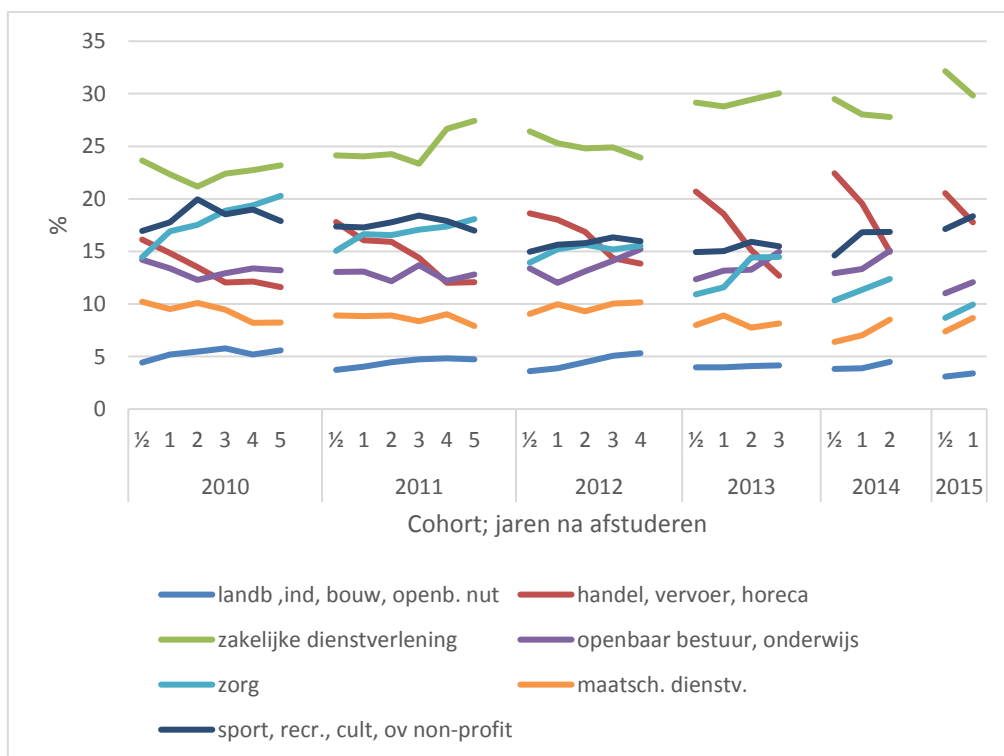 35
30
25
20
15
10
5
0
%
½ 1 2 3 4 5 ½ 1 2 3 4 5 ½ 1 2 3 4 ½ 1 2 3 ½ 1 2 ½ 1
2010 2011 2012 2013 2014 2015
Cohort; jaren na afstuderen
landb ,ind, bouw, openb. nut handel, vervoer, horeca
zakelijke dienstverlening openbaar bestuur, onderwijs
zorg maatsch. dienstv.
sport, recr., cult, ov non-profit